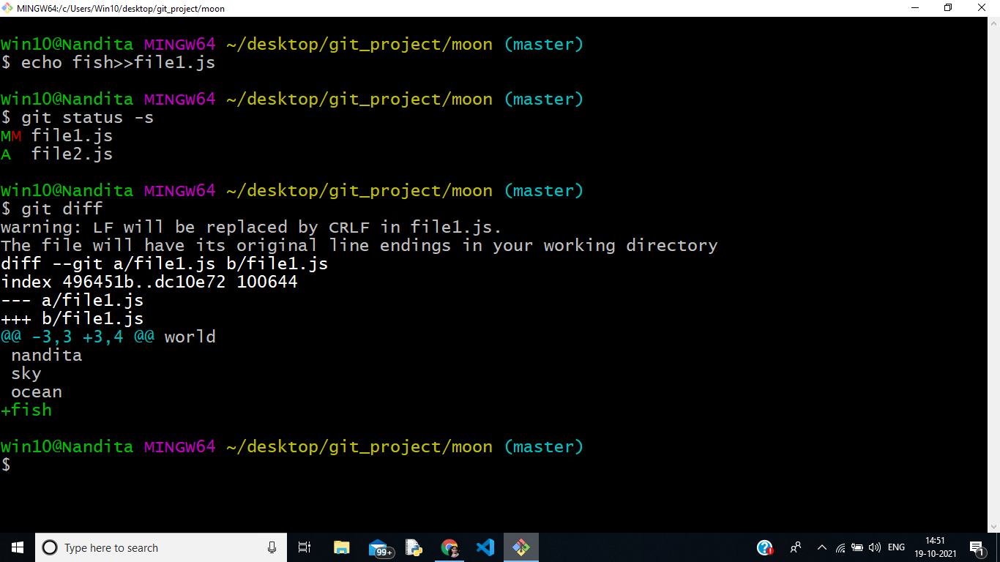 MINGW64:/c/Users/Win10/desktop/git_project/moon
Win10@Nandita MINGW64 ~/desktop/git_project/moon (master)
$ echo fish>>file1.js
Win10@Nandita MINGW64 ~/desktop/git_project/moon (master)
$ git status -s
MM file1.js
A  file2.js
Win10@Nandita MINGW64 ~/desktop/git_project/moon (master)
$ git diff
warning: LF will be replaced by CRLF in file1.js.
The file will have its original line endings in your working directory
diff --git a/file1.js b/file1.js
index 496451b..dc10e72 100644
--- a/file1.js
+++ b/file1.js
@@ -3,3 +3,4 @@ world
 nandita
 sky
 ocean
+fish
Win10@Nandita MINGW64 ~/desktop/git_project/moon (master)
$
Type here to search
99+
ENG
14:51
19-10-2021
1